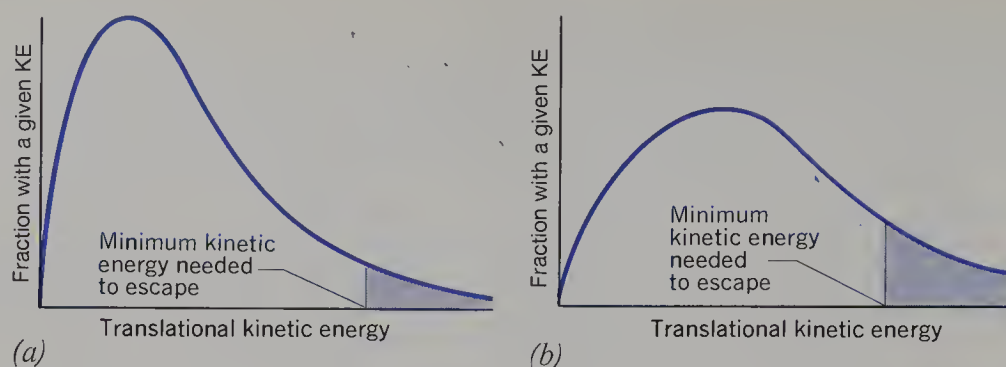 Fraction with a given KE
Minimum kinetic
energy needed
to escape
Translational kinetic energy
(a)
Fraction with a given KE
Minimum
kinetic energy
needed
to escape
Translational kinetic energy
(b)